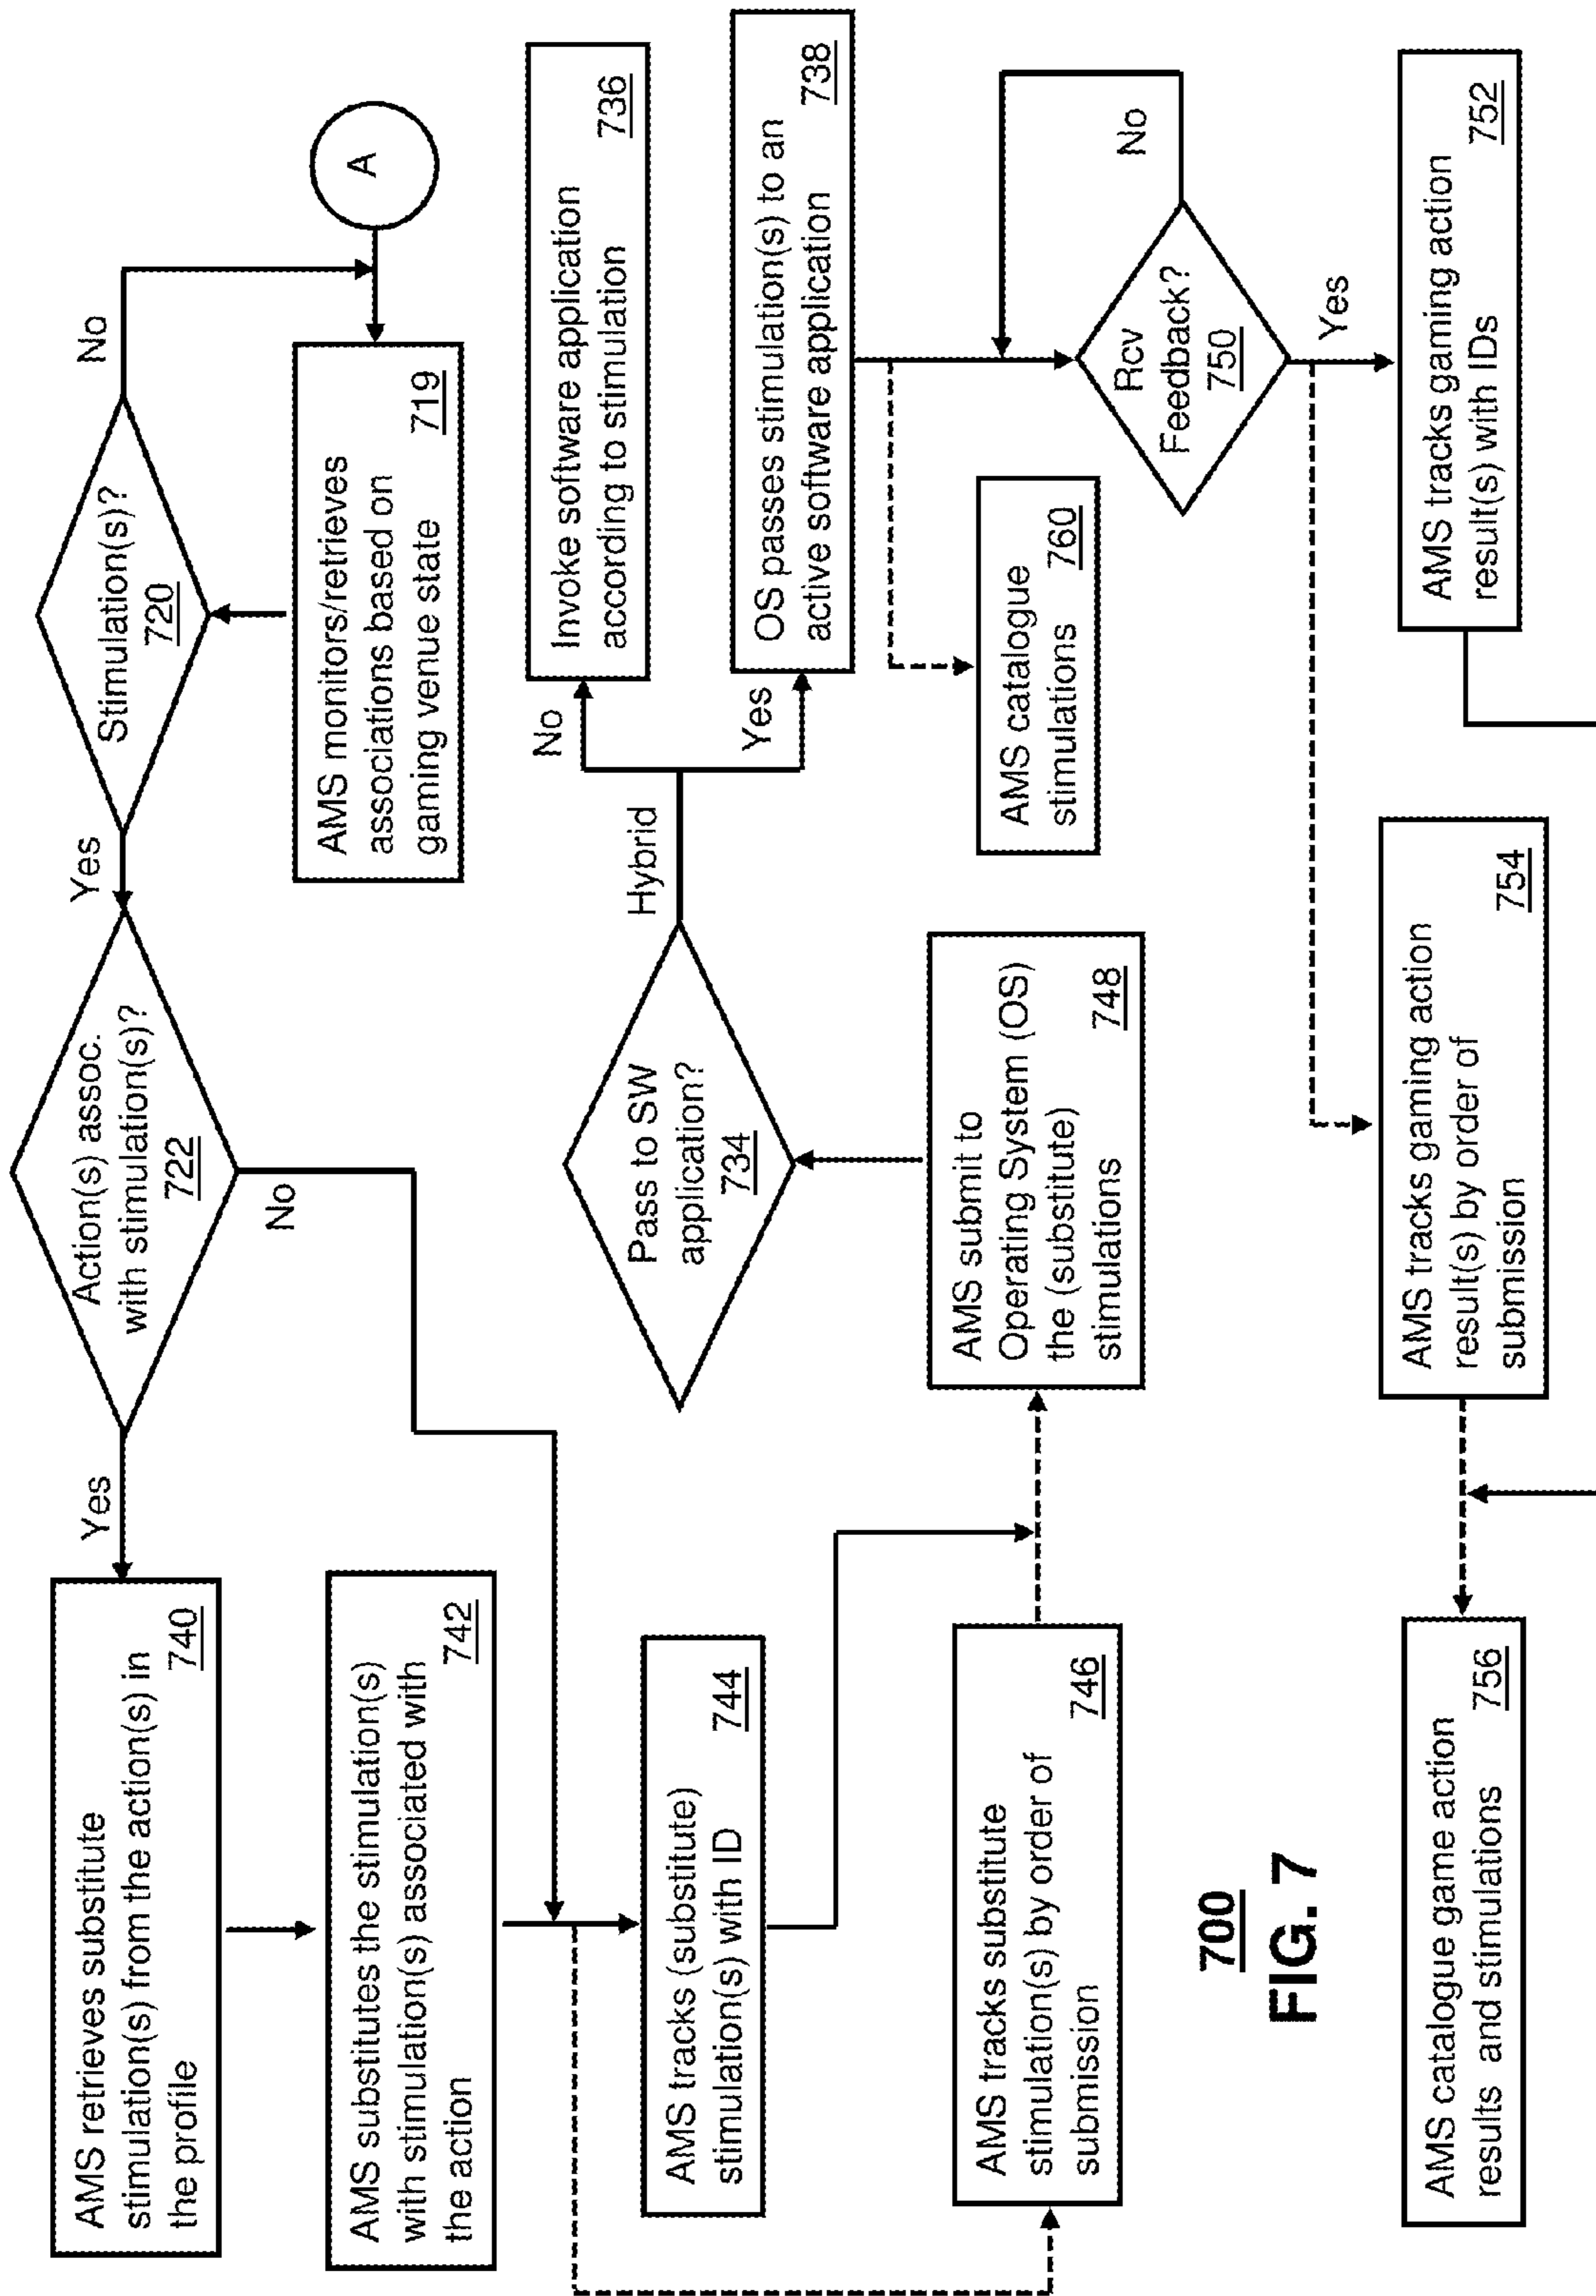 A
AMS monitors/retrieves
associations based on
gaming venue state
719
Stimulation(s)?
720
No
Yes
Action(s) assoc.
with stimulation(s)?
722
No
Yes
AMS retrieves substitute
stimulation(s) from the action(s) in
the profile
740
AMS substitutes the stimulation(s)
with stimulation(s) associated with
the action
742
AMS tracks (substitute)
stimulation(s) with ID
744
AMS tracks substitute
stimulation(s) by order of
submission
746
AMS submit to
Operating System (OS)
the (substitute)
stimulations
748
Pass to SW
application?
734
Hybrid
No
Yes
Invoke software application
according to stimulation
736
OS passes stimulation(s) to an
active software application
738
AMS catalogue
stimulations
760
Rcv
Feedback?
750
No
Yes
AMS tracks gaming action
result(s) with IDs
752
AMS tracks gaming action
result(s) by order of
submission
754
AMS catalogue game action
results and stimulations
756
700
FIG. 7